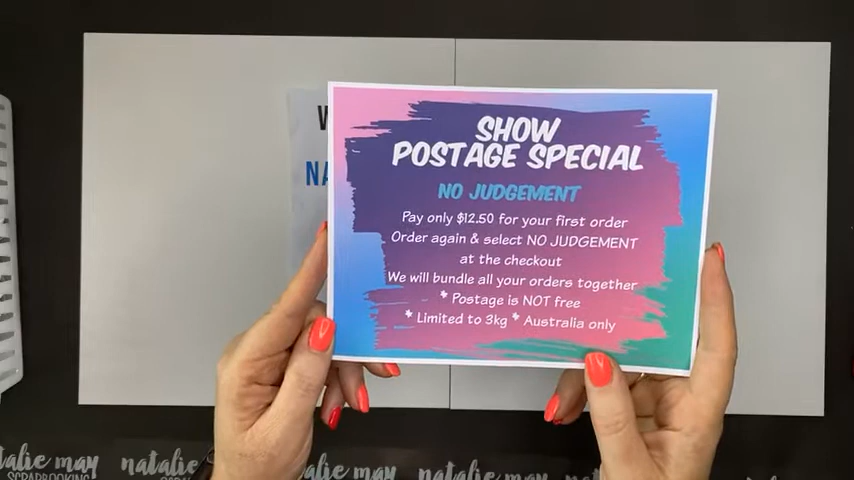 SHOW
POSTAGE SPECIAL
NO JUDGEMENT
Pay only $12.50 for your first order
Order again & select NO JUDGEMENT
at the checkout
We will bundle all your orders together
* Postage is NOT free
* Limited to 3kg * Australia only
natalie may natalie may natalie may natalie may
SCRAPBOOKING